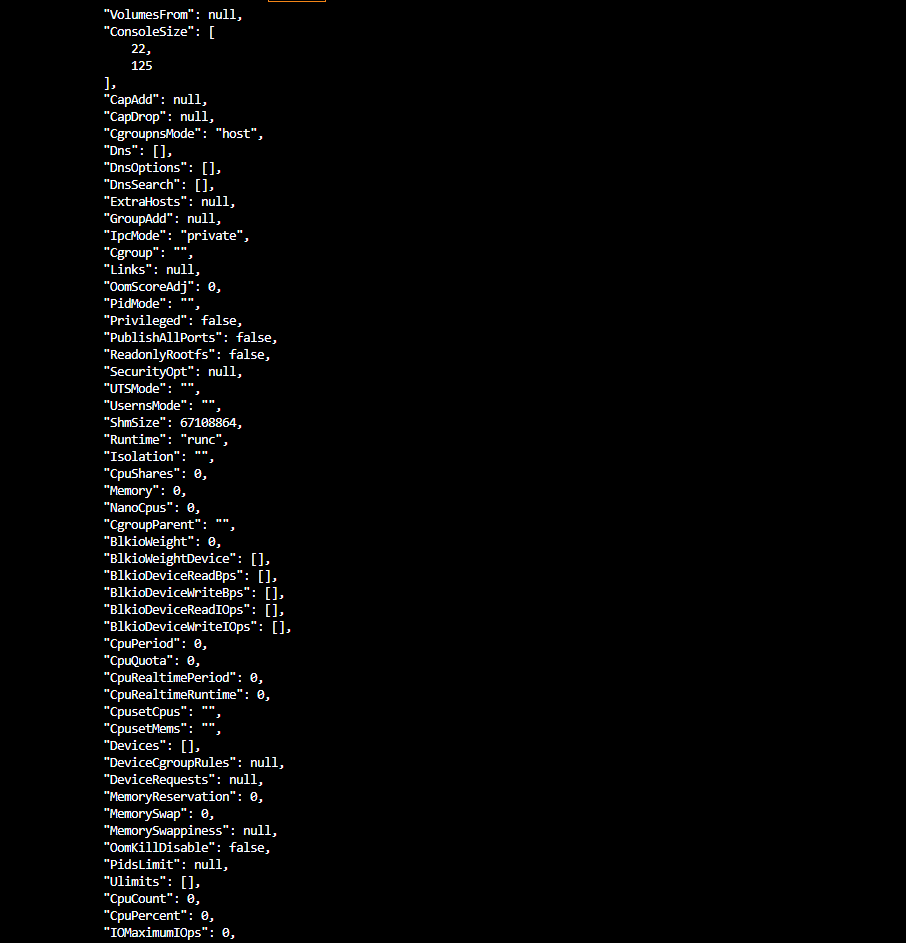 "VolumesFrom": null,
"ConsoleSize": [
22,
125
],
"CapAdd": null,
"CapDrop": null,
"CgroupnsMode": "host",
"Dns": [],
"DnsOptions": [],
"DnsSearch": [],
"ExtraHosts": null,
"GroupAdd": null,
"IpcMode": "private",
"Cgroup": "",
"Links": null,
"OomScoreAdj": 0,
"PidMode": "",
"Privileged": false,
"PublishAllPorts": false,
"ReadonlyRootfs": false,
"SecurityOpt": null,
"UTSMode": "",
"UsernsMode": "",
"ShmSize": 67108864,
"Runtime": "runc",
"Isolation": "",
"CpuShares": 0,
"Memory": 0,
"NanoCpus": 0,
"CgroupParent": "",
"BlkioWeight": 0,
"BlkioWeightDevice": [],
"BlkioDeviceReadBps": [],
"BlkioDeviceWriteBps": [],
"BlkioDeviceReadIOps": [],
"BlkioDeviceWriteIOps": [],
"CpuPeriod": 0,
"CpuQuota": 0,
"CpuRealtimePeriod": 0,
"CpuRealtimeRuntime": 0,
"CpusetCpus": "",
"CpusetMems": "",
"Devices": [],
"DeviceCgroupRules": null,
"DeviceRequests": null,
"MemoryReservation": 0,
"MemorySwap": 0,
"MemorySwappiness": null,
"OomKillDisable": false,
"PidsLimit": null,
"Ulimits": [],
"CpuCount": 0,
"CpuPercent": 0,
"IOMaximumIOps": 0,